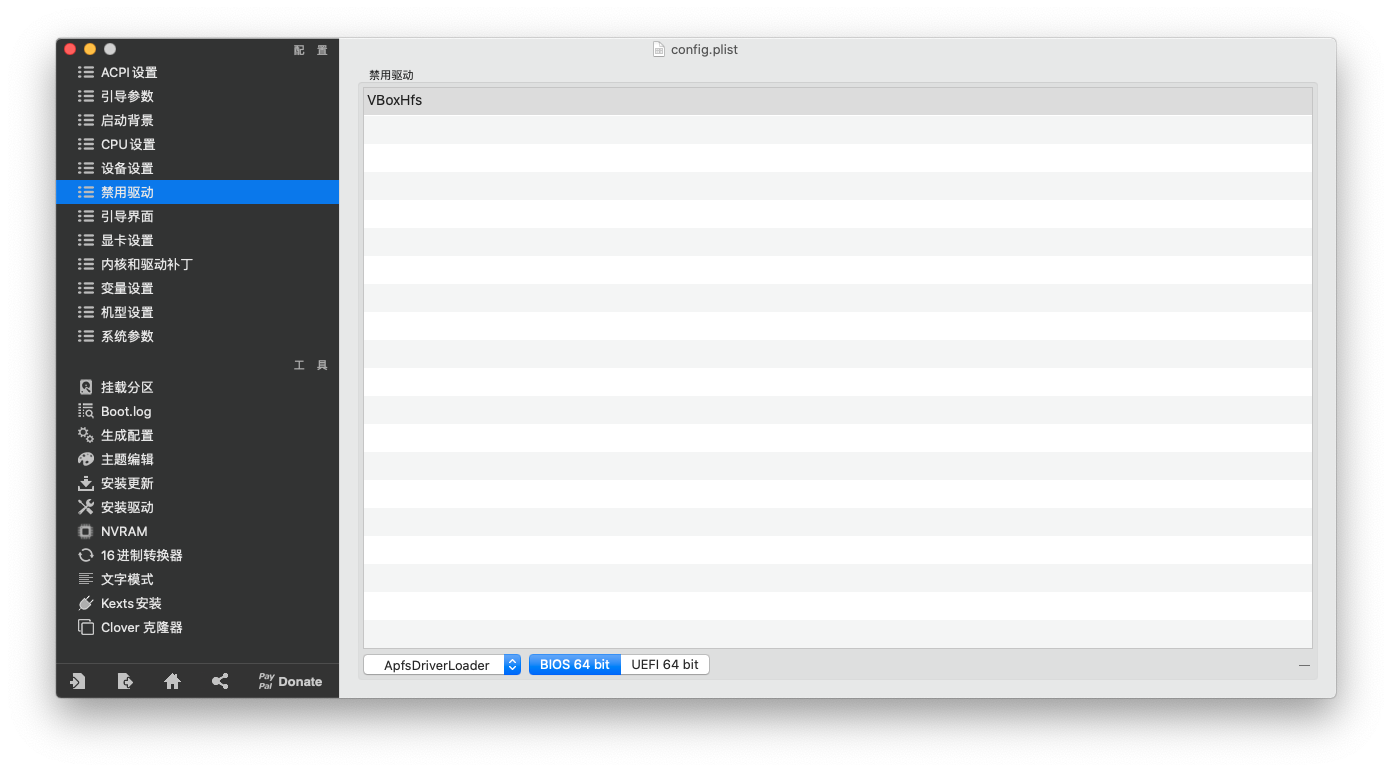 配 置
ACPI 设置
引导参数
启动背景
CPU 设置
设备设置
禁用驱动
引导界面
显卡设置
内核和驱动补丁
变量设置
机型设置
系统参数
工 具
挂载分区
Boot.log
生成配置
主题编辑
安装更新
安装驱动
NVRAM
16 进制转换器
文字模式
Kexts 安装
Clover 克隆器
Pay
Pal
Donate
config.plist
禁用驱动
VBoxHfs
ApfsDriverLoader
BIOS 64 bit
UEFI 64 bit